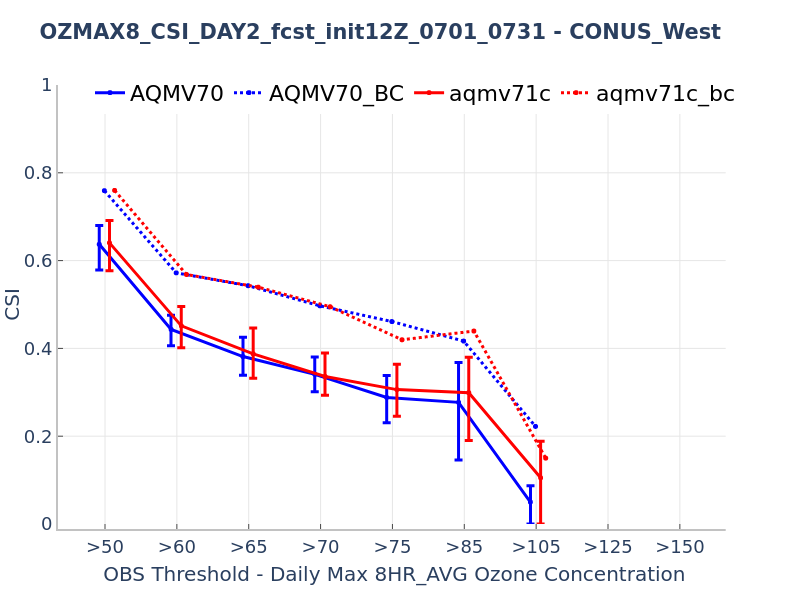 OZMAX8_CSI_DAY2_fcst_init12Z_0701_0731 - CONUS_West
AQMV70 AQMV70_BC aqmv71c aqmv71c_bc
1
0.8
0.6
0.4
0.2
0
CSI
>50 >60 >65 >70 >75 >85 >105 >125 >150
OBS Threshold - Daily Max 8HR_AVG Ozone Concentration